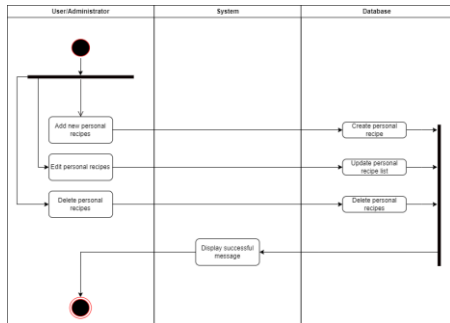 User/Administrator
System
Database
Add new personal
recipes
Create personal
recipe
Edit personal recipes
Update personal
recipe list
Delete personal
recipes
Delete personal
recipes
Display successful
message